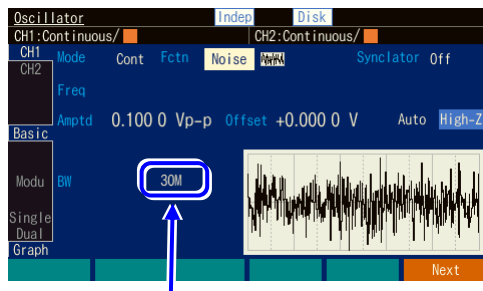 Oscillator Indep Disk
CH1:Continuous/ CH2:Continuous/
CH1 Mode Cont Fctn Noise Synclator Off
CH2
Freq
Amptd 0.100 0 Vp-p Offset +0.000 0 V Auto High-Z
Basic
Modu BW 30M
Single
Dual
Graph
Next